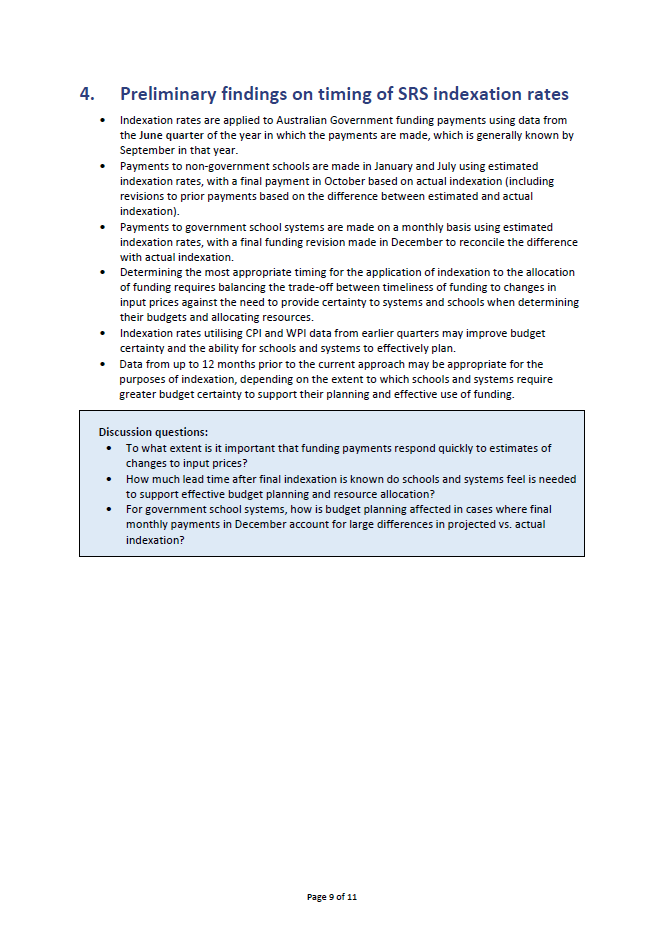 4. Preliminary findings on timing of SRS indexation rates
• Indexation rates are applied to Australian Government funding payments using data from
the June quarter of the year in which the payments are made, which is generally known by
September in that year.
• Payments to non-government schools are made in January and July using estimated
indexation rates, with a final payment in October based on actual indexation (including
revisions to prior payments based on the difference between estimated and actual
indexation).
• Payments to government school systems are made on a monthly basis using estimated
indexation rates, with a final funding revision made in December to reconcile the difference
with actual indexation.
• Determining the most appropriate timing for the application of indexation to the allocation
of funding requires balancing the trade-off between timeliness of funding to changes in
input prices against the need to provide certainty to systems and schools when determining
their budgets and allocating resources.
• Indexation rates utilising CPI and WPI data from earlier quarters may improve budget
certainty and the ability for schools and systems to effectively plan.
• Data from up to 12 months prior to the current approach may be appropriate for the
purposes of indexation, depending on the extent to which schools and systems require
greater budget certainty to support their planning and effective use of funding.
Discussion questions:
• To what extent is it important that funding payments respond quickly to estimates of
changes to input prices?
• How much lead time after final indexation is known do schools and systems feel is needed
to support effective budget planning and resource allocation?
• For government school systems, how is budget planning affected in cases where final
monthly payments in December account for large differences in projected vs. actual
indexation?
Page 9 of 11